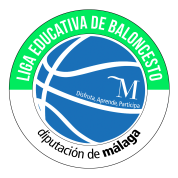 LIGA EDUCATIVA DE BALONCESTO
M
Disfruta, Aprende, Participa
diputación de málaga